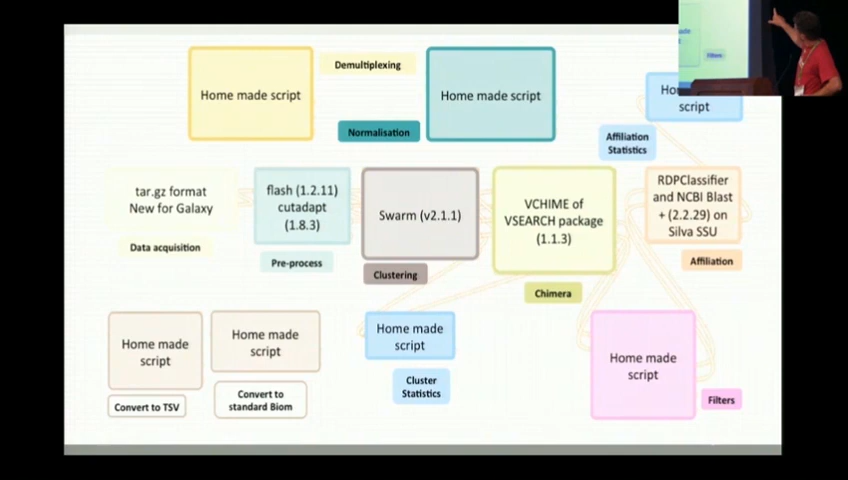 Demultiplexing
Home made script
Home made script
Normalisation
script
Affiliation
Statistics
Filters
tar.gz format
New for Galaxy
Data acquisition
flash (1.2.11)
cutadapt
(1.8.3)
Pre-process
Swarm (v2.1.1)
Clustering
VCHIME of
VSEARCH package
(1.1.3)
Chimera
RDPClassifier
and NCBI Blast
+ (2.2.29) on
Silva SSU
Affiliation
Home made
script
Convert to TSV
Home made
script
Convert to
standard Biom
Home made
script
Cluster
Statistics
Home made
script
Filters